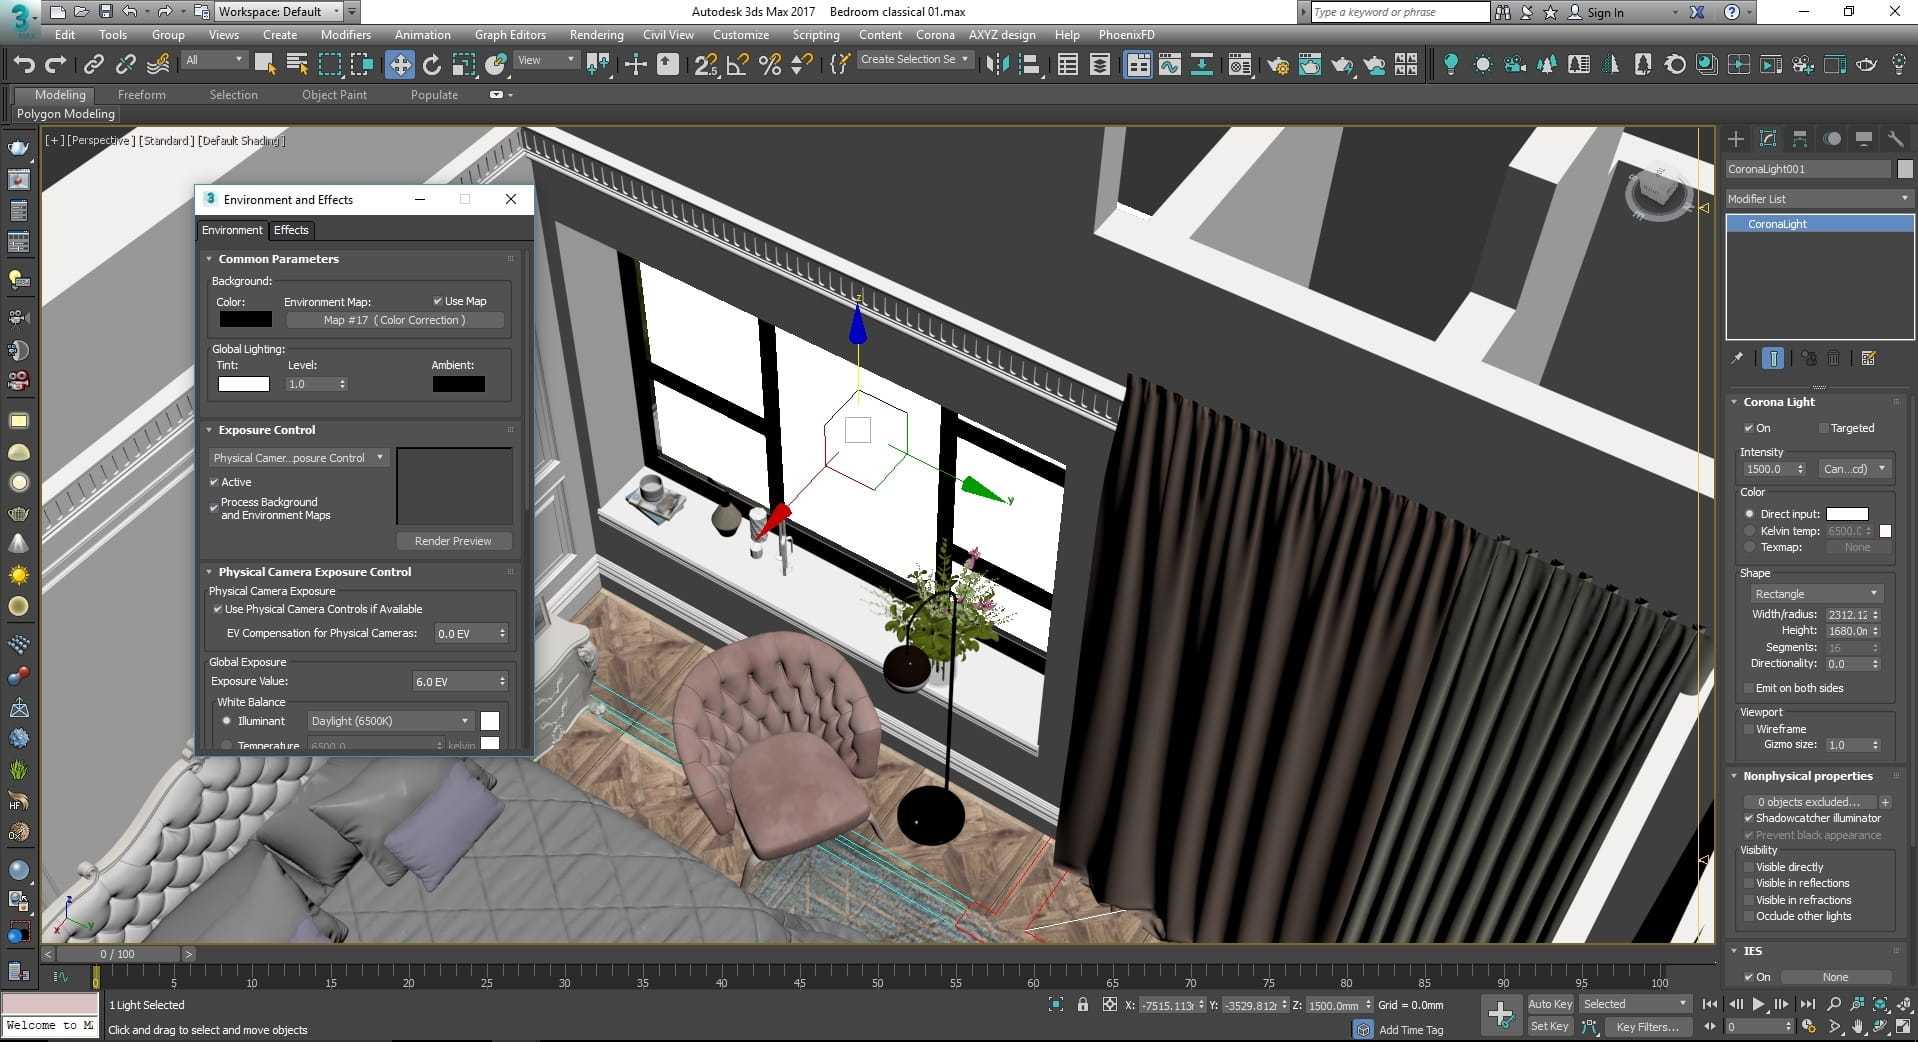 Workspace: Default
Autodesk 3ds Max 2017 Bedroom classical 01.max
Type a keyword or phrase
Sign In
3
MAX
Edit Tools Group Views Create Modifiers Animation Graph Editors Rendering Civil View Customize Scripting Content Corona AXYZ design Help PhoenixFD
All
View
2.5
Create Selection Se
Modeling Freeform Selection Object Paint Populate
Polygon Modeling
[+] [Perspective] [Standard] [Default Shading]
3 Environment and Effects
Environment Effects
Common Parameters
Background:
Color: Environment Map: Use Map
Map #17 ( Color Correction )
Global Lighting:
Tint: Level: Ambient:
1.0
Exposure Control
Physical Camer...posure Control
Active
Process Background
and Environment Maps
Render Preview
Physical Camera Exposure Control
Physical Camera Exposure
Use Physical Camera Controls if Available
EV Compensation for Physical Cameras: 0.0 EV
Global Exposure
Exposure Value: 6.0 EV
White Balance
Illuminant Daylight (6500K)
Temperature 6500.0 kelvin
z
y
z
x
y
HF
CoronaLight001
Modifier List
CoronaLight
Corona Light
On Targeted
Intensity
1500.0 Can...cd)
Color
Direct input:
Kelvin temp: 6500.0
Texmap: None
Shape
Rectangle
Width/radius: 2312.12
Height: 1680.0m
Segments: 16
Directionality: 0.0
Emit on both sides
Viewport
Wireframe
Gizmo size: 1.0
Nonphysical properties
0 objects excluded... +
Shadowcatcher illuminator
Prevent black appearance
Visibility
Visible directly
Visible in reflections
Visible in refractions
Occlude other lights
IES
On None
< 0 / 100 >
0 5 10 15 20 25 30 35 40 45 50 55 60 65 70 75 80 85 90 95 100
1 Light Selected
X: -7515.113m Y: -3529.812m Z: 1500.0mm Grid = 0.0mm
Auto Key Selected
Welcome to M
Click and drag to select and move objects
Add Time Tag
Set Key Key Filters...
0